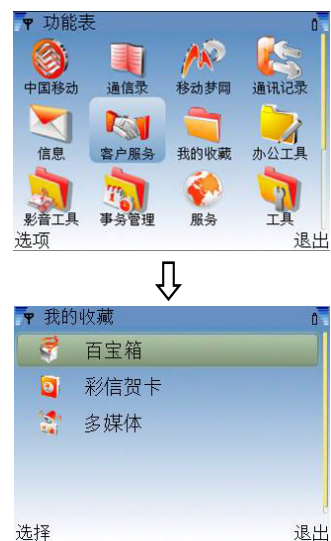 功能表
中国移动 通信录 移动梦网 通讯记录
信息 客户服务 我的收藏 办公工具
影音工具 事务管理 服务 工具
选项 退出
我的收藏
百宝箱
彩信贺卡
多媒体
选择 退出